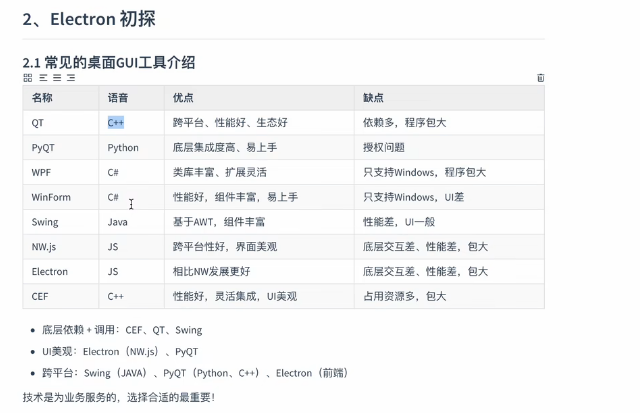 2、Electron 初探
2.1 常见的桌面GUI工具介绍
名称 语音 优点 缺点
QT C++ 跨平台、性能好、生态好 依赖多，程序包大
PyQT Python 底层集成度高、易上手 授权问题
WPF C# 类库丰富、扩展灵活 只支持Windows，程序包大
WinForm C# 性能好，组件丰富，易上手 只支持Windows，UI差
Swing Java 基于AWT，组件丰富 性能差，UI一般
NW.js JS 跨平台性好，界面美观 底层交互差、性能差，包大
Electron JS 相比NW发展更好 底层交互差、性能差，包大
CEF C++ 性能好，灵活集成，UI美观 占用资源多，包大
底层依赖 + 调用：CEF、QT、Swing
UI美观：Electron（NW.js）、PyQT
跨平台：Swing（JAVA）、PyQT（Python、C++）、Electron（前端）
技术是为业务服务的，选择合适的最重要！